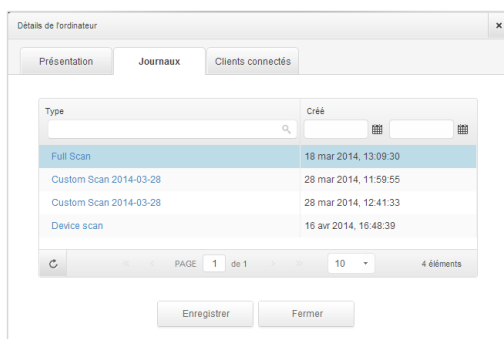 Détails de l'ordinateur
Présentation Journaux Clients connectés
Type Créé
Full Scan 18 mar 2014, 13:09:30
Custom Scan 2014-03-28 28 mar 2014, 11:59:55
Custom Scan 2014-03-28 28 mar 2014, 12:41:33
Device scan 16 avr 2014, 16:48:39
PAGE 1 de 1 10 4 éléments
Enregistrer Fermer